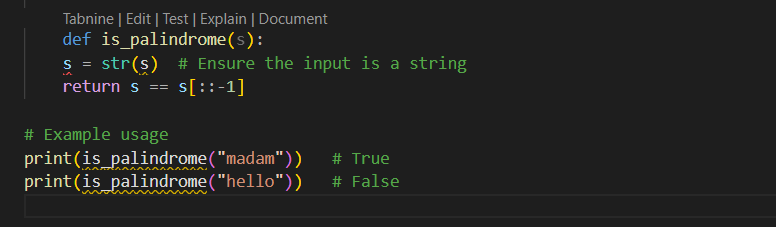 Tabnine | Edit | Test | Explain | Document
def is_palindrome(s):
s = str(s)  # Ensure the input is a string
return s == s[::-1]
# Example usage
print(is_palindrome("madam"))   # True
print(is_palindrome("hello"))   # False